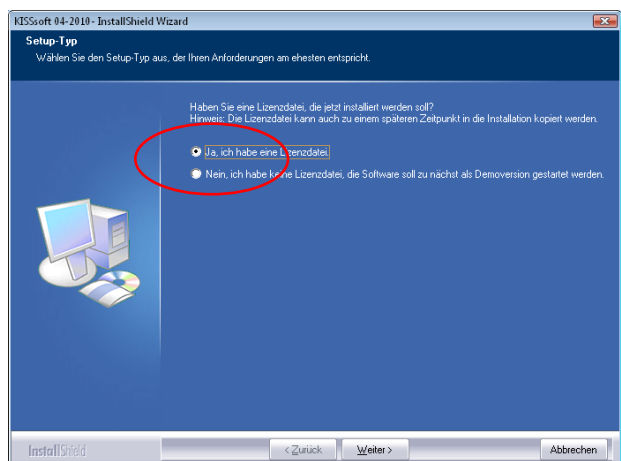 KISSsoft 04-2010 - InstallShield Wizard
Setup-Typ
Wählen Sie den Setup-Typ aus, der Ihren Anforderungen am ehesten entspricht.
Haben Sie eine Lizenzdatei, die jetzt installiert werden soll?
Hinweis: Die Lizenzdatei kann auch zu einem späteren Zeitpunkt in die Installation kopiert werden.
Ja, ich habe eine Lizenzdatei.
Nein, ich habe keine Lizenzdatei, die Software soll zu nächst als Demoversion gestartet werden.
InstallShield
< Zurück
Weiter >
Abbrechen